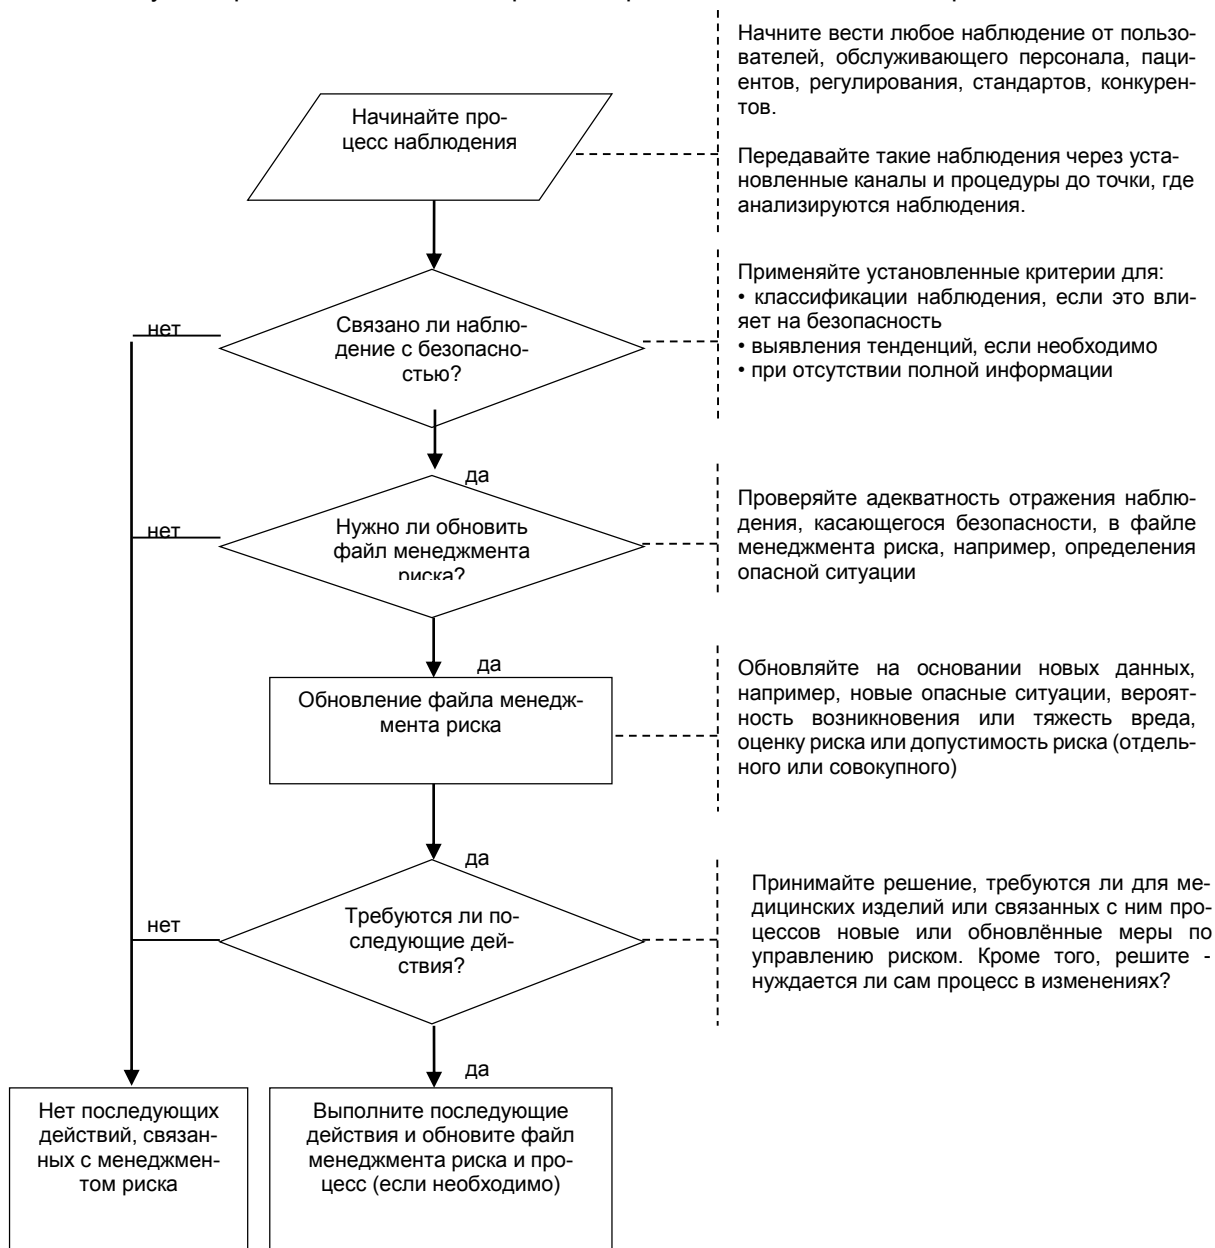 Начните вести любое наблюдение от пользо-
вателей, обслуживающего персонала, паци-
ентов, регулирования, стандартов, конкурен-
тов.
Начинайте про-
цесс наблюдения
Передавайте такие наблюдения через уста-
новленные каналы и процедуры до точки, где
анализируются наблюдения.
Применяйте установленные критерии для:
• классификации наблюдения, если это вли-
яет на безопасность
• выявления тенденций, если необходимо
• при отсутствии полной информации
нет
Связано ли наблю-
дение с безопасно-
стью?
да
нет
Нужно ли обновить
файл менеджмента
риска?
Проверяйте адекватность отражения наблю-
дения, касающегося безопасности, в файле
менеджмента риска, например, определения
опасной ситуации
да
Обновление файла менедж-
мента риска
Обновляйте на основании новых данных,
например, новые опасные ситуации, вероят-
ность возникновения или тяжесть вреда,
оценку риска или допустимость риска (отдель-
ного или совокупного)
да
нет
Требуются ли по-
следующие дей-
ствия?
Принимайте решение, требуются ли для ме-
дицинских изделий или связанных с ним про-
цессов новые или обновлённые меры по
управлению риском. Кроме того, решите -
нуждается ли сам процесс в изменениях?
да
Нет последующих
действий, связан-
ных с менеджмен-
том риска
Выполните последующие
действия и обновите файл
менеджмента риска и про-
цесс (если необходимо)